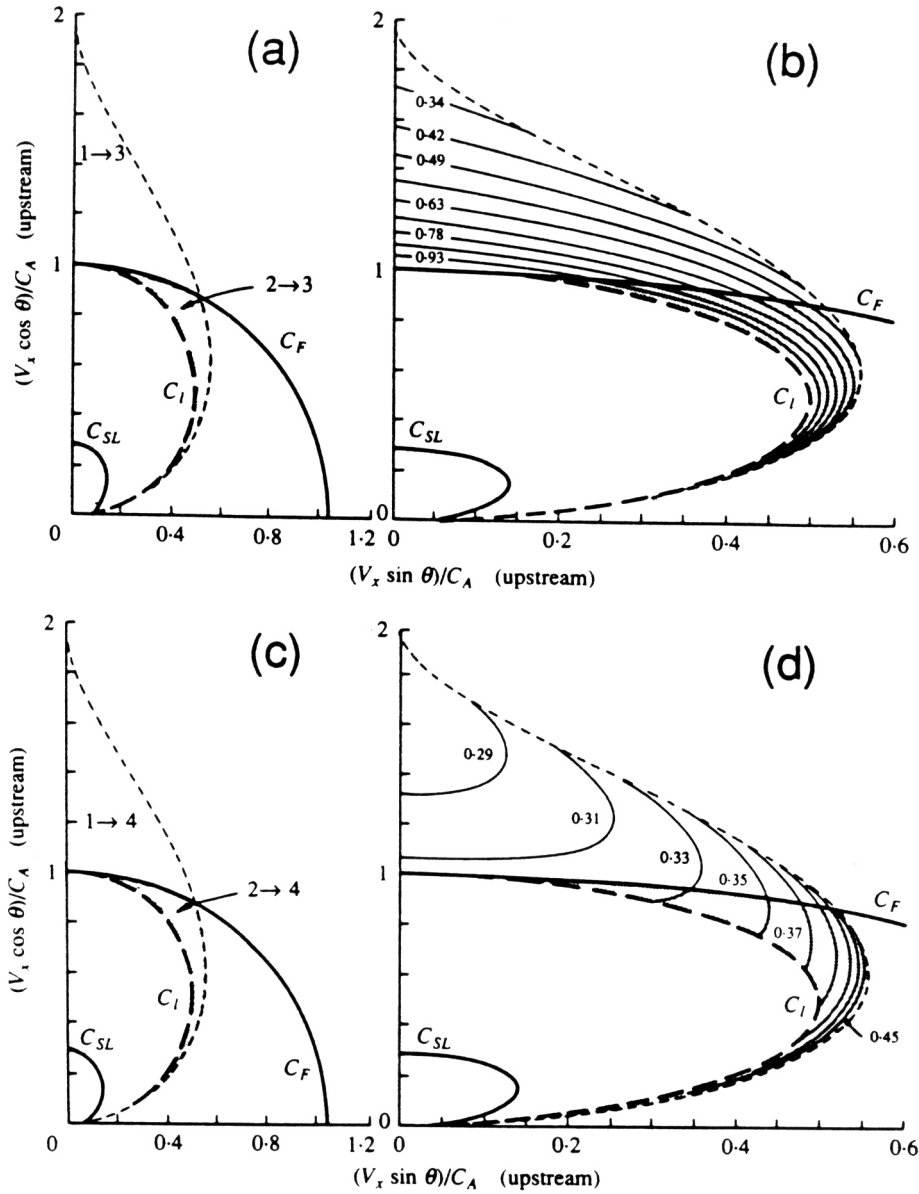 (a)
(b)
2
1
0
(V_x cos θ)/C_A (upstream)
1→3
2→3
C_F
C_I
C_SL
0 0·4 0·8 1·2
0·34
0·42
0·49
0·63
0·78
0·93
1
C_F
C_I
C_SL
0
0·2 0·4 0·6
(V_x sin θ)/C_A (upstream)
(c)
(d)
2
1
0
(V_x cos θ)/C_A (upstream)
1→4
2→4
C_I
C_SL
C_F
0 0·4 0·8 1·2
2
0·29
0·31
0·33
0·35
0·37
0·45
1
C_F
C_I
C_SL
0
0·2 0·4 0·6
(V_x sin θ)/C_A (upstream)